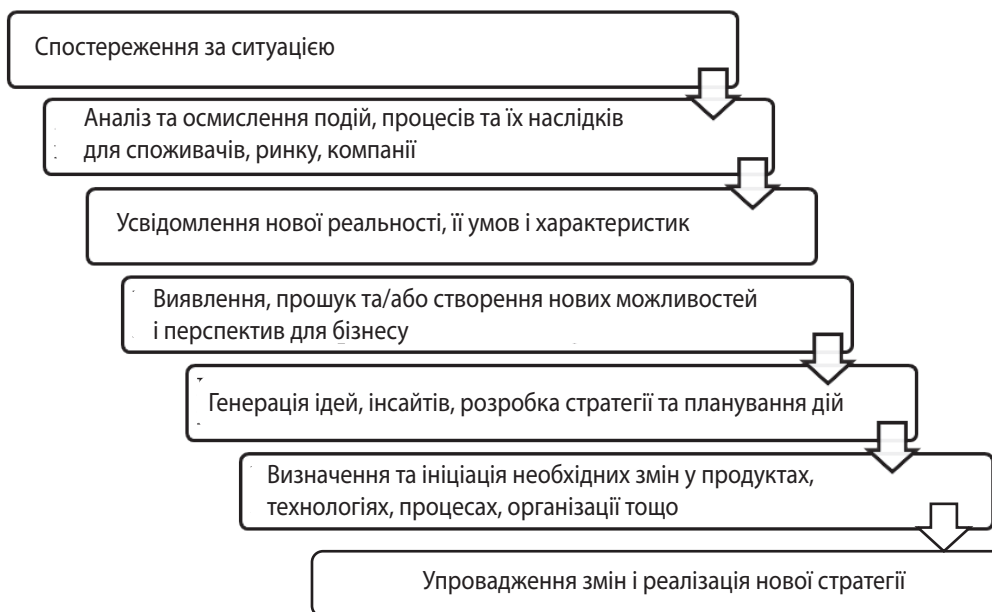 Спостереження за ситуацією
Аналіз та осмислення подій, процесів та їх наслідків
для споживачів, ринку, компанії
Усвідомлення нової реальності, її умов і характеристик
Виявлення, прошук та/або створення нових можливостей
і перспектив для бізнесу
Генерація ідей, інсайтів, розробка стратегії та планування дій
Визначення та ініціація необхідних змін у продуктах,
технологіях, процесах, організації тощо
Упровадження змін і реалізація нової стратегії